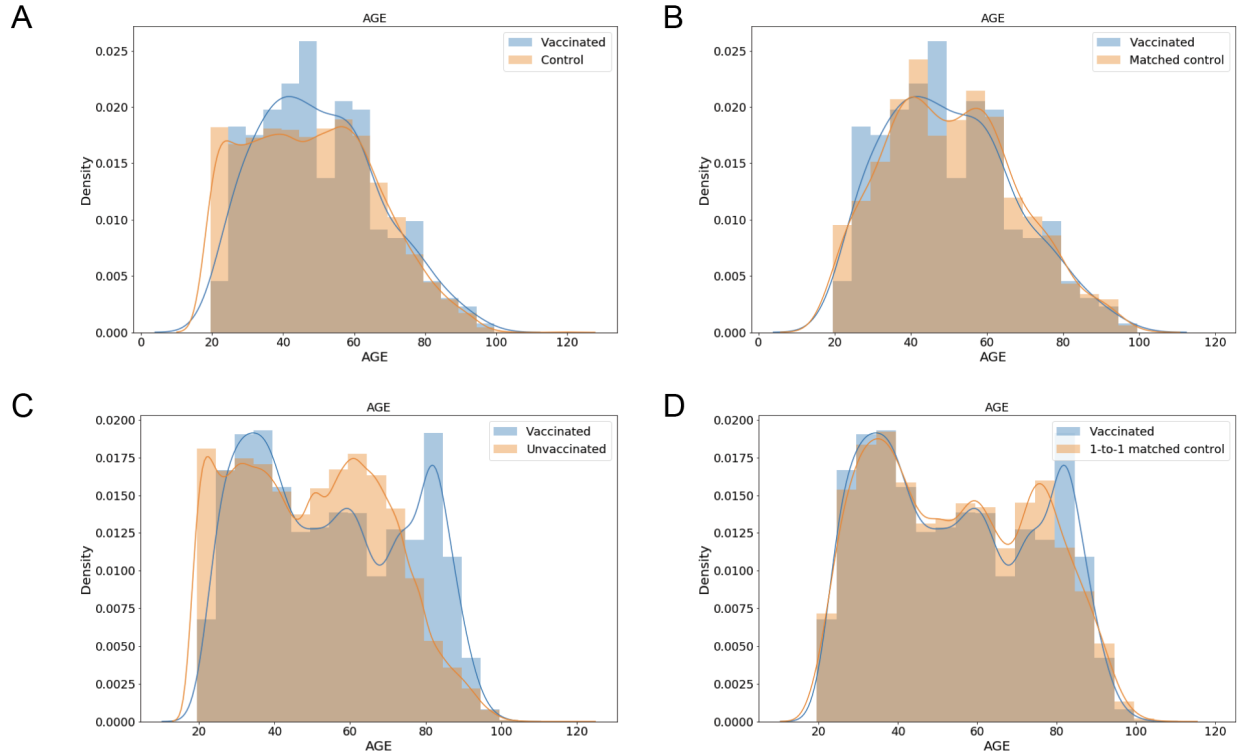 A
AGE
Vaccinated
Control
Density
0.025
0.020
0.015
0.010
0.005
0.000
0 20 40 60 80 100 120
AGE
B
AGE
Vaccinated
Matched control
Density
0.025
0.020
0.015
0.010
0.005
0.000
0 20 40 60 80 100 120
AGE
C
AGE
Vaccinated
Unvaccinated
Density
0.0200
0.0175
0.0150
0.0125
0.0100
0.0075
0.0050
0.0025
0.0000
20 40 60 80 100 120
AGE
D
AGE
Vaccinated
1-to-1 matched control
Density
0.0200
0.0175
0.0150
0.0125
0.0100
0.0075
0.0050
0.0025
0.0000
20 40 60 80 100 120
AGE